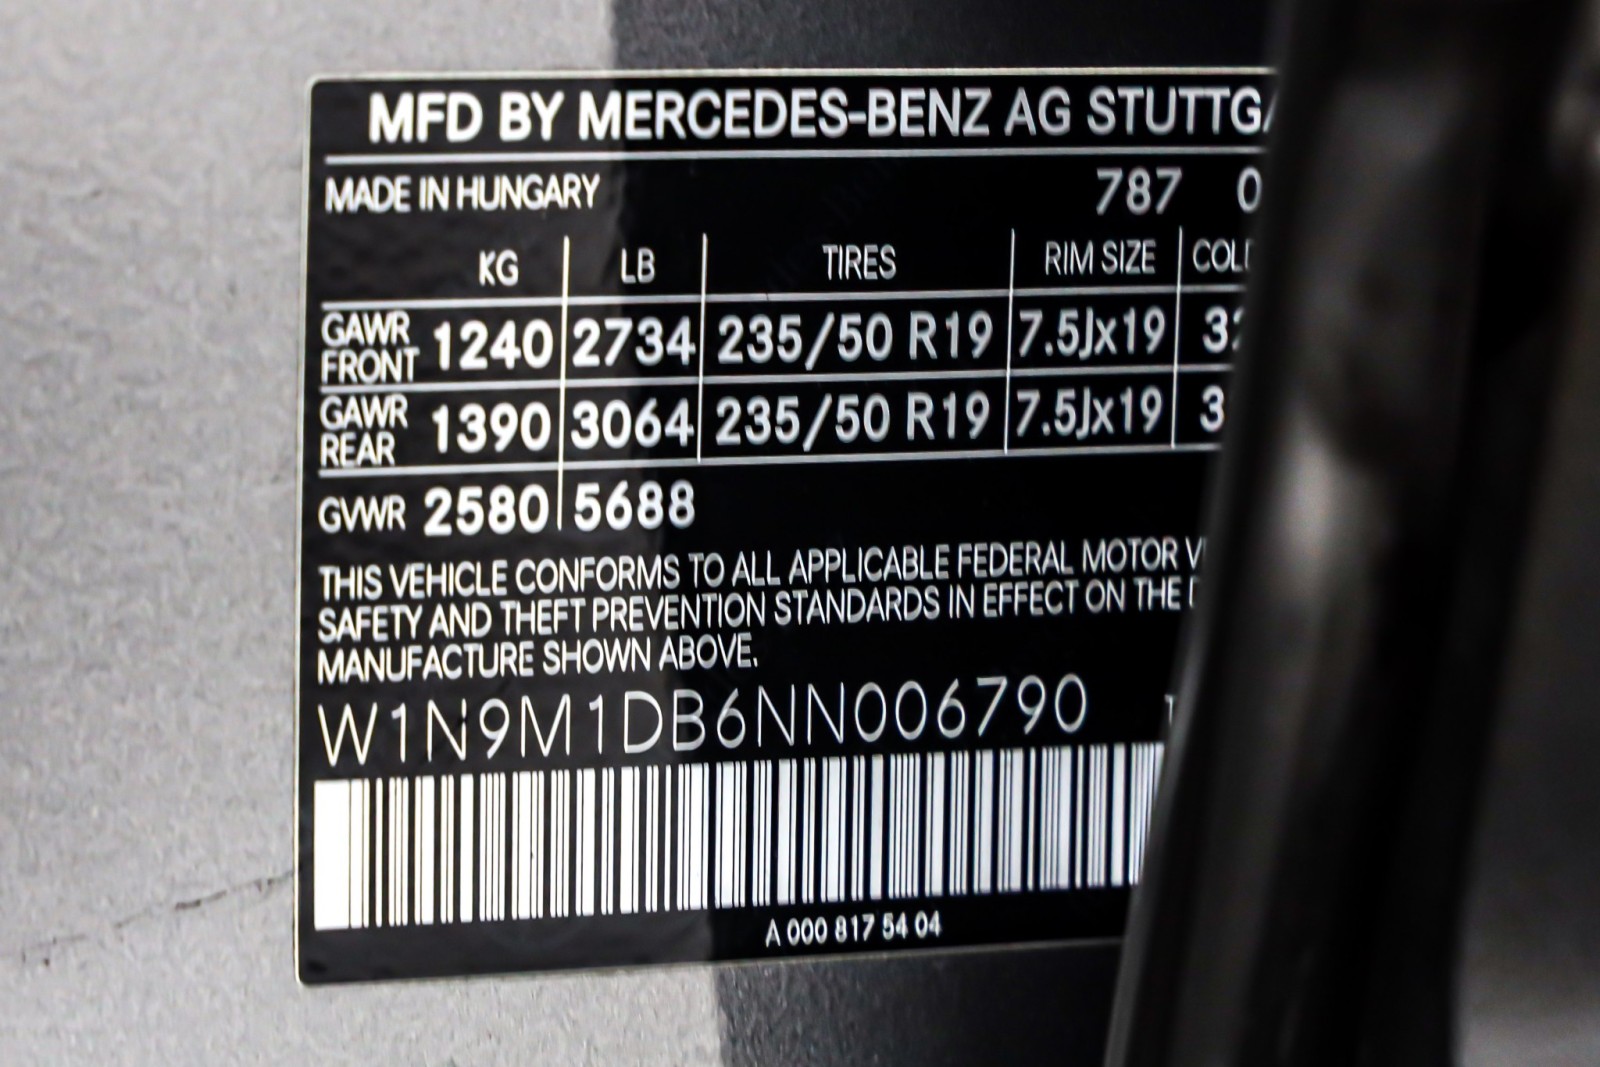 MFD BY MERCEDES-BENZ AG
MADE IN HUNGARY 787
KG LB TIRES RIM SIZE
GAWR FRONT 1240 2734 235/50 R19 7.5Jx19
GAWR REAR 1390 3064 235/50 R19 7.5Jx19
GVWR 2580 5688
THIS VEHICLE CONFORMS TO ALL APPLICABLE FEDERAL MOTOR
SAFETY AND THEFT PREVENTION STANDARDS IN EFFECT ON THE
MANUFACTURE SHOWN ABOVE.
W1N9M1DB6NN006790
A 000 817 54 04